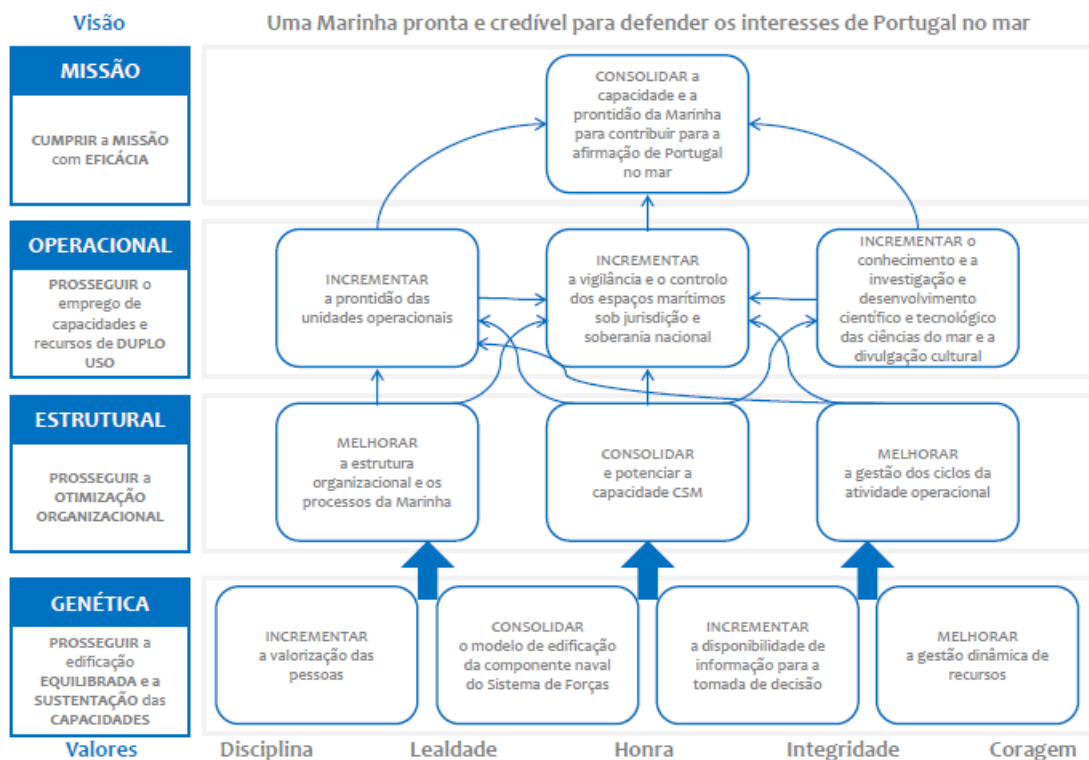 Visão
Uma Marinha pronta e credível para defender os interesses de Portugal no mar
MISSÃO
CUMPRIR a MISSÃO
com EFICÁCIA
CONSOLIDAR a
capacidade e a
prontidão da Marinha
para contribuir para a
afirmação de Portugal
no mar
OPERACIONAL
PROSSEGUIR o
emprego de
capacidades e
recursos de DUPLO
USO
INCREMENTAR
a prontidão das
unidades operacionais
INCREMENTAR
a vigilância e o controlo
dos espaços marítimos
sob jurisdição e
soberania nacional
INCREMENTAR o
conhecimento e a
investigação e
desenvolvimento
científico e tecnológico
das ciências do mar e a
divulgação cultural
ESTRUTURAL
PROSSEGUIR a
OTIMIZAÇÃO
ORGANIZACIONAL
MELHORAR
a estrutura
organizacional e os
processos da Marinha
CONSOLIDAR
e potenciar a
capacidade CSM
MELHORAR
a gestão dos ciclos da
atividade operacional
GENÉTICA
PROSSEGUIR a
edificação
EQUILIBRADA e a
SUSTENTAÇÃO das
CAPACIDADES
INCREMENTAR
a valorização das
pessoas
CONSOLIDAR
o modelo de edificação
da componente naval
do Sistema de Forças
INCREMENTAR
a disponibilidade de
informação para a
tomada de decisão
MELHORAR
a gestão dinâmica de
recursos
Valores
Disciplina
Lealdade
Honra
Integridade
Coragem